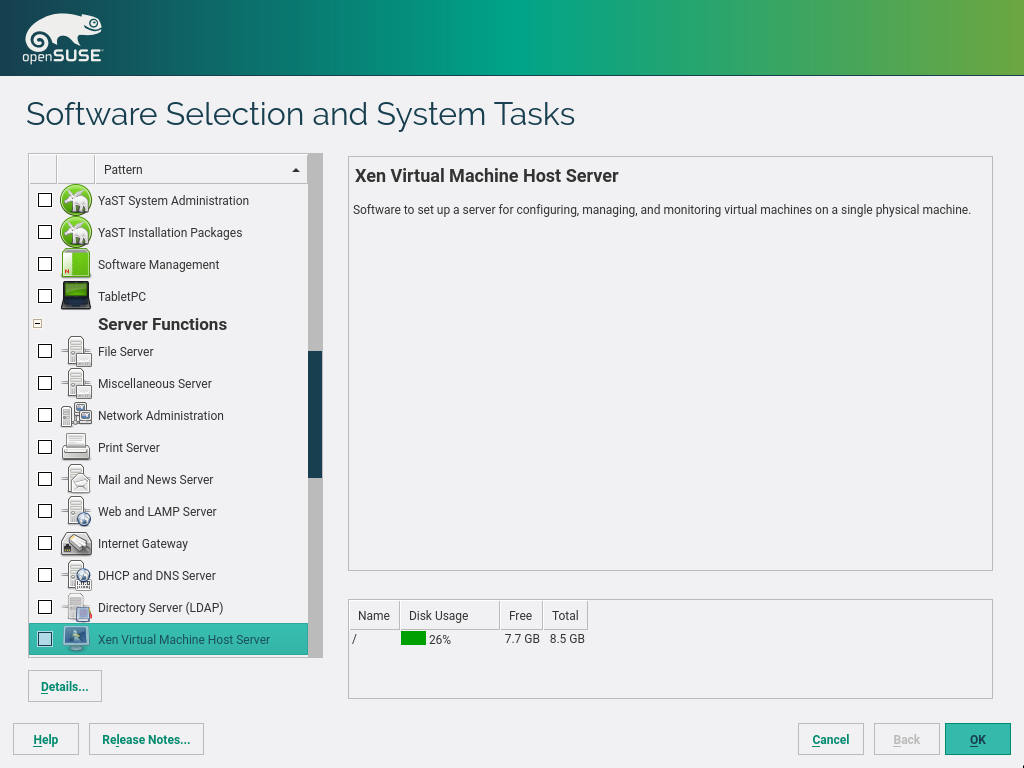 openSUSE
Software Selection and System Tasks
Pattern
YaST System Administration
YaST Installation Packages
Software Management
TabletPC
Server Functions
File Server
Miscellaneous Server
Network Administration
Print Server
Mail and News Server
Web and LAMP Server
Internet Gateway
DHCP and DNS Server
Directory Server (LDAP)
Xen Virtual Machine Host Server
Details...
Xen Virtual Machine Host Server
Software to set up a server for configuring, managing, and monitoring virtual machines on a single physical machine.
Name Disk Usage Free Total
/ 26% 7.7 GB 8.5 GB
Help Release Notes... Cancel Back OK